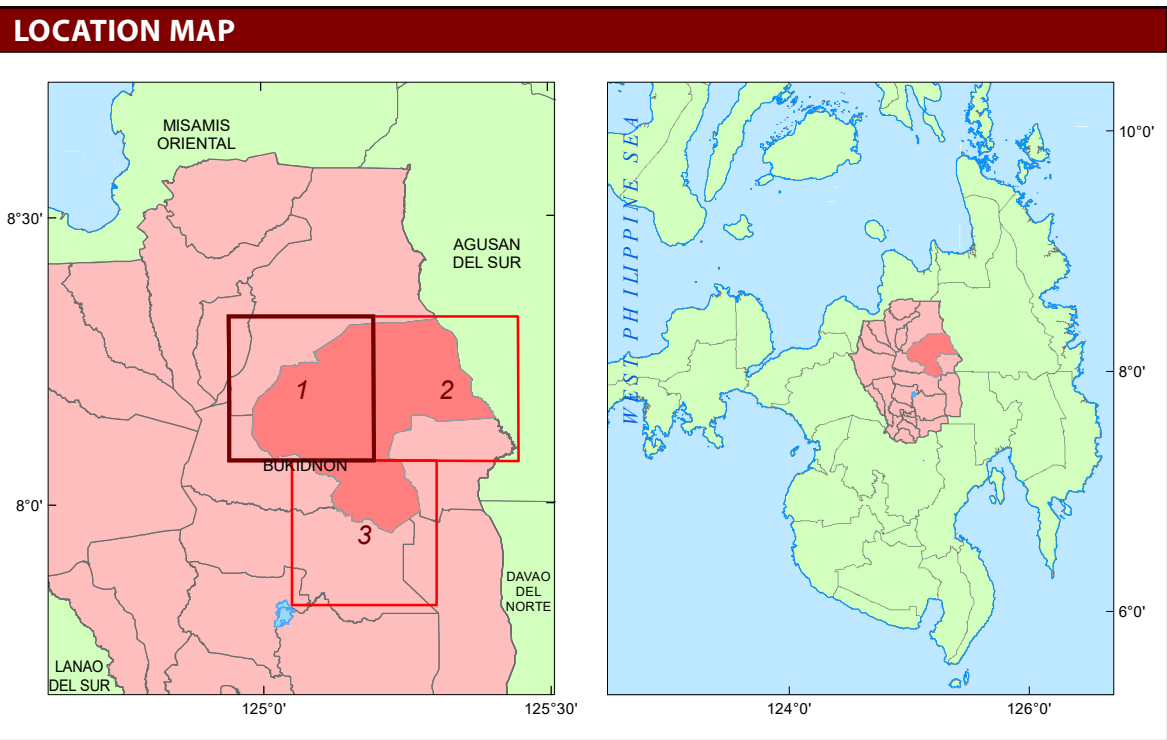 LOCATION MAP
MISAMIS
ORIENTAL
8°30'
AGUSAN
DEL SUR
1
2
BUKIDNON
8°0'
3
DAVAO
DEL
NORTE
LANAO
DEL SUR
125°0'
125°30'
WEST PHILIPPINE SEA
10°0'
8°0'
6°0'
124°0'
126°0'